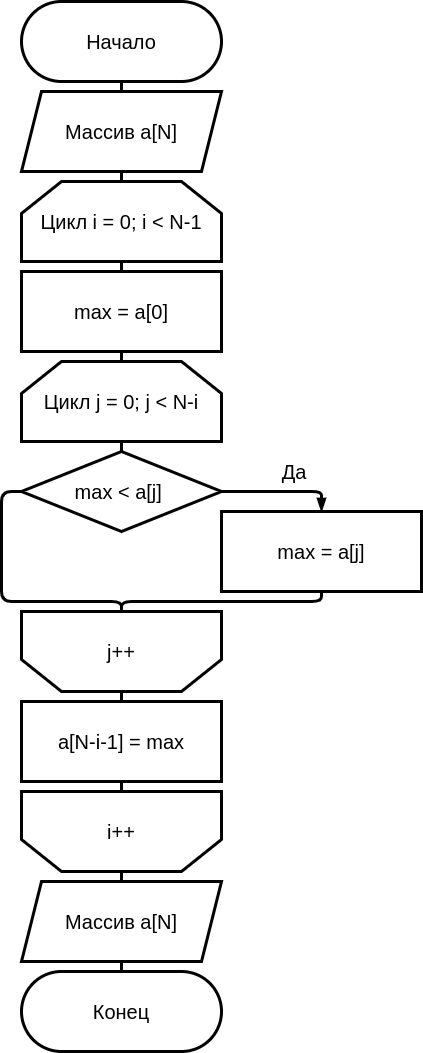 Начало
Массив a[N]
Цикл i = 0; i < N-1
max = a[0]
Цикл j = 0; j < N-i
max < a[j]
Да
max = a[j]
j++
a[N-i-1] = max
i++
Массив a[N]
Конец